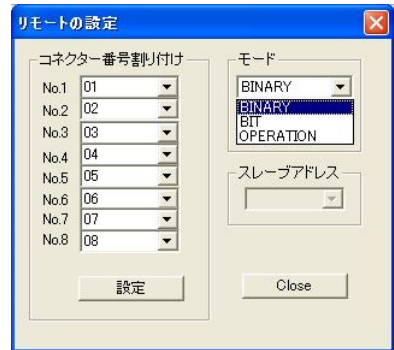 リモートの設定
コネクター番号割り付け
No.1 01
No.2 02
No.3 03
No.4 04
No.5 05
No.6 06
No.7 07
No.8 08
設定
モード
BINARY
BINARY
BIT
OPERATION
スレーブアドレス
Close